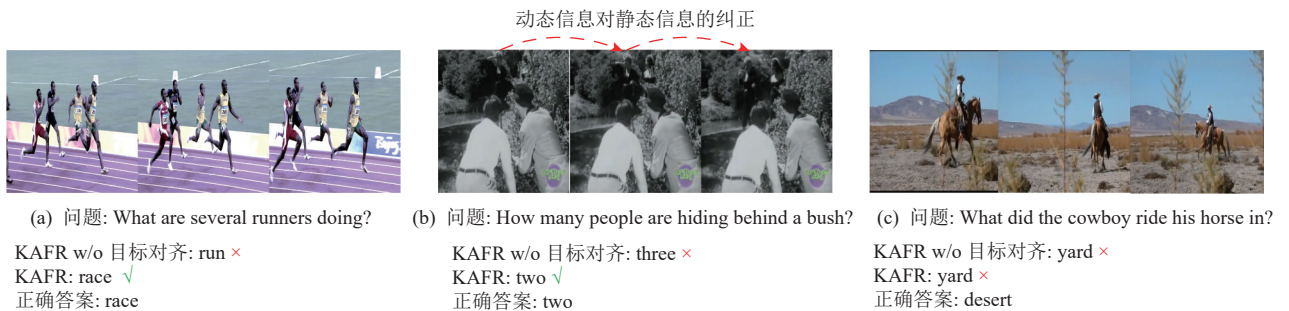 动态信息对静态信息的纠正
Beijing
(a) 问题: What are several runners doing?
KAFR w/o 目标对齐: run ×
KAFR: race √
正确答案: race
(b) 问题: How many people are hiding behind a bush?
KAFR w/o 目标对齐: three ×
KAFR: two √
正确答案: two
(c) 问题: What did the cowboy ride his horse in?
KAFR w/o 目标对齐: yard ×
KAFR: yard ×
正确答案: desert